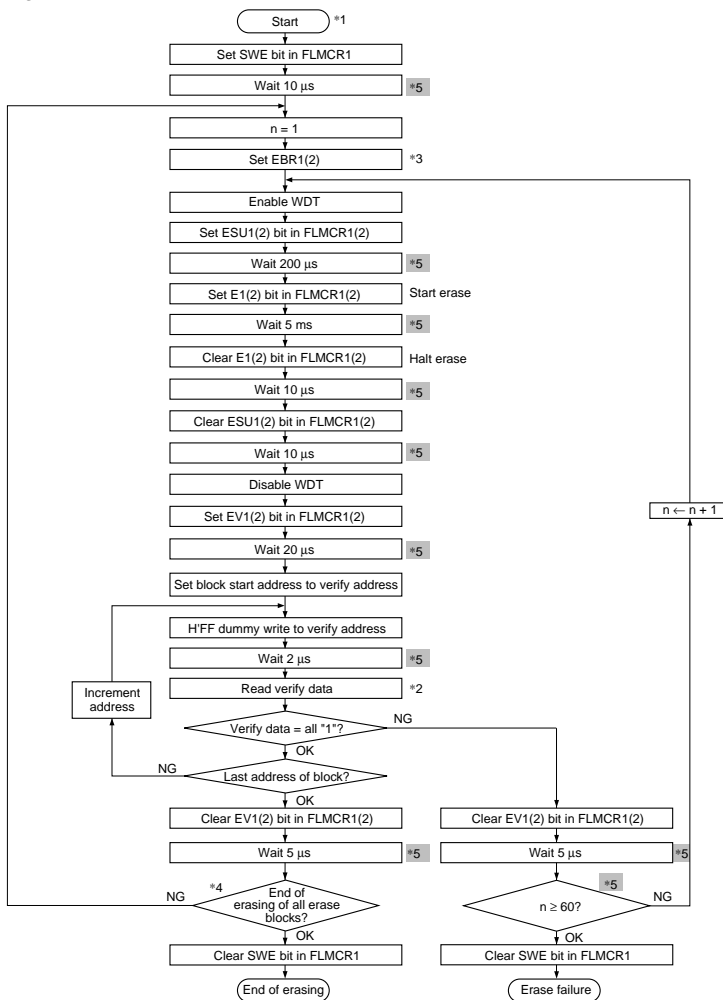 Start *1
Set SWE bit in FLMCR1
Wait 10 μs *5
n = 1
Set EBR1(2) *3
Enable WDT
Set ESU1(2) bit in FLMCR1(2)
Wait 200 μs *5
Set E1(2) bit in FLMCR1(2) Start erase
Wait 5 ms *5
Clear E1(2) bit in FLMCR1(2) Halt erase
Wait 10 μs *5
Clear ESU1(2) bit in FLMCR1(2)
Wait 10 μs *5
Disable WDT
Set EV1(2) bit in FLMCR1(2)
n ← n + 1
Wait 20 μs *5
Set block start address to verify address
H'FF dummy write to verify address
Wait 2 μs *5
Increment
address
Read verify data *2
Verify data = all "1"? NG
OK
NG Last address of block?
OK
Clear EV1(2) bit in FLMCR1(2) Clear EV1(2) bit in FLMCR1(2)
Wait 5 μs *5 Wait 5 μs *5
NG *4 End of
erasing of all erase
blocks?
*5
n ≥ 60? NG
OK OK
Clear SWE bit in FLMCR1 Clear SWE bit in FLMCR1
End of erasing Erase failure